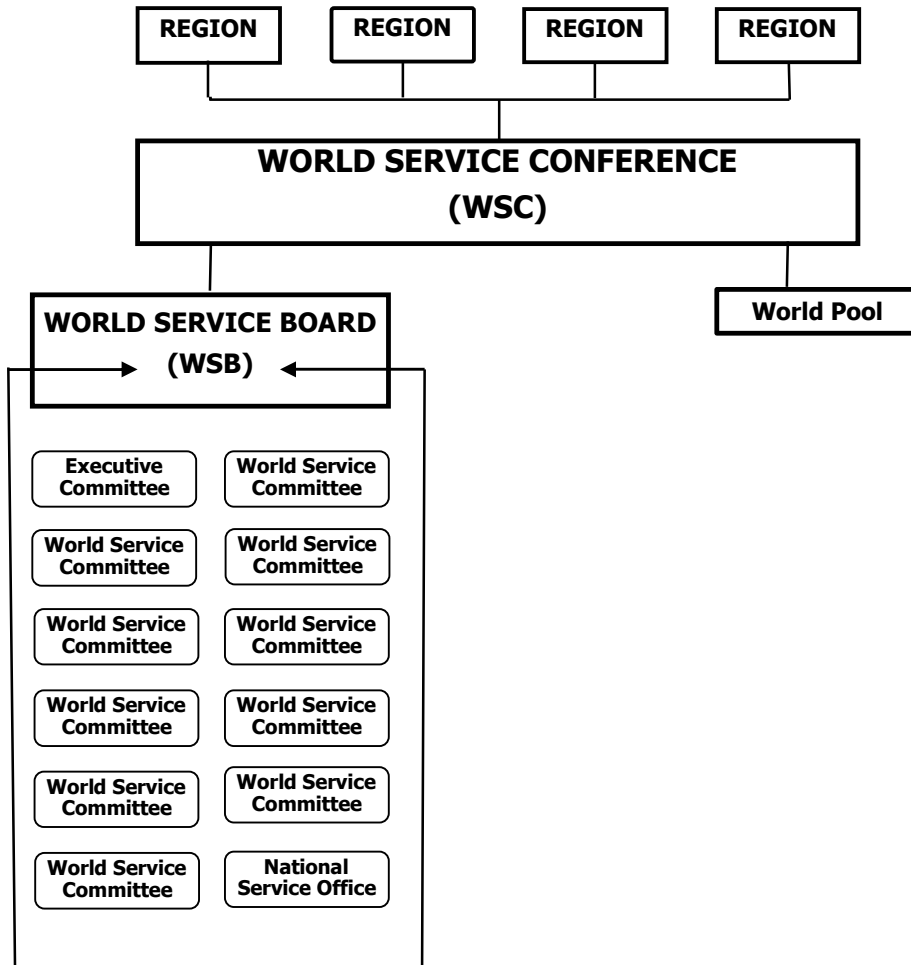 REGION
REGION
REGION
REGION
WORLD SERVICE CONFERENCE
(WSC)
WORLD SERVICE BOARD
(WSB)
World Pool
Executive
Committee
World Service
Committee
World Service
Committee
World Service
Committee
World Service
Committee
World Service
Committee
World Service
Committee
World Service
Committee
World Service
Committee
World Service
Committee
World Service
Committee
National
Service Office